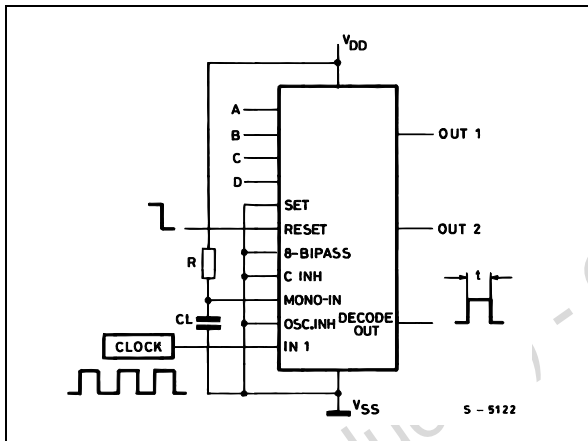 VDD
A
B
C
D
SET
RESET
8-BIPASS
C INH
MONO-IN
OSC.INH
IN 1
DECODE
OUT
OUT 1
OUT 2
t
R
CL
CLOCK
VSS
S - 5122